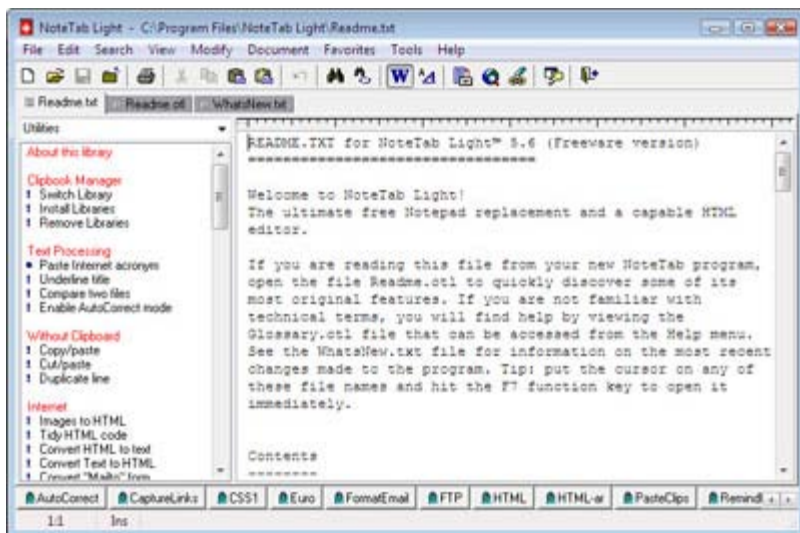 NoteTab Light - C:\Program Files\NoteTab Light\Readme.txt
File Edit Search View Modify Document Favorites Tools Help
Readme.txt Readme.otl WhatsNew.txt
Utilities
About this library
Clipbook Manager
Switch Library
Install Libraries
Remove Libraries
Text Processing
Paste Internet acronym
Underline title
Compare two files
Enable AutoCorrect mode
Without Clipboard
Copy/paste
Cut/paste
Duplicate line
Internet
Images to HTML
Tidy HTML code
Convert HTML to text
Convert Text to HTML
Convert "Mailto" form
README.TXT for NoteTab Light™ 5.6 (Freeware version)
==================================
Welcome to NoteTab Light!
The ultimate free Notepad replacement and a capable HTML
editor.
If you are reading this file from your new NoteTab program,
open the file Readme.otl to quickly discover some of its
most original features. If you are not familiar with
technical terms, you will find help by viewing the
Glossary.otl file that can be accessed from the Help menu.
See the WhatsNew.txt file for information on the most recent
changes made to the program. Tip: put the cursor on any of
these file names and hit the F7 function key to open it
immediately.
Contents
--------
AutoCorrect CaptureLinks CSS1 Euro FormatEmail FTP HTML HTML-ar PasteClips Remindl
1:1 Ins